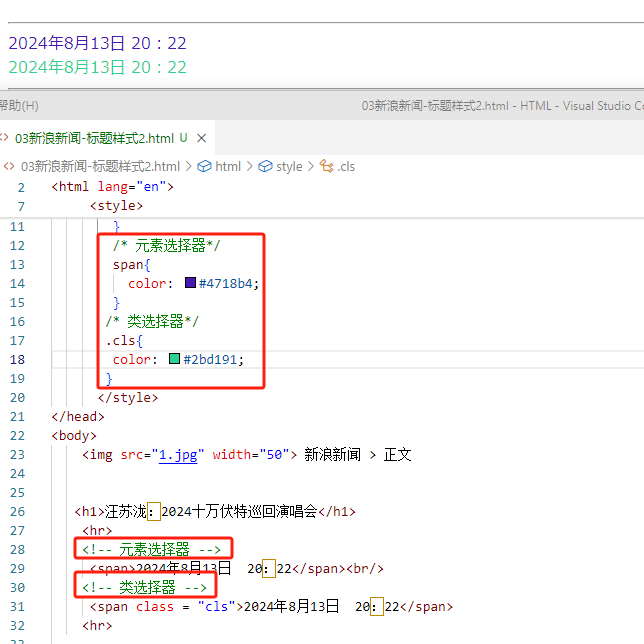 2024年8月13日 20：22
2024年8月13日 20：22
帮助(H)
03新浪新闻-标题样式2.html - HTML - Visual Studio Co
03新浪新闻-标题样式2.html U ×
<> 03新浪新闻-标题样式2.html > html > style > .cls
2 <html lang="en">
7 <style>
11 }
12 /* 元素选择器*/
13 span{
14 color: #4718b4;
15 }
16 /* 类选择器*/
17 .cls{
18 color: #2bd191;
19 }
20 </style>
21 </head>
22 <body>
23 <img src="1.jpg" width="50"> 新浪新闻 > 正文
24
25
26 <h1>汪苏泷：2024十万伏特巡回演唱会</h1>
27 <hr>
28 <!-- 元素选择器 -->
29 <span>2024年8月13日 20：22</span><br/>
30 <!-- 类选择器 -->
31 <span class = "cls">2024年8月13日 20：22</span>
32 <hr>